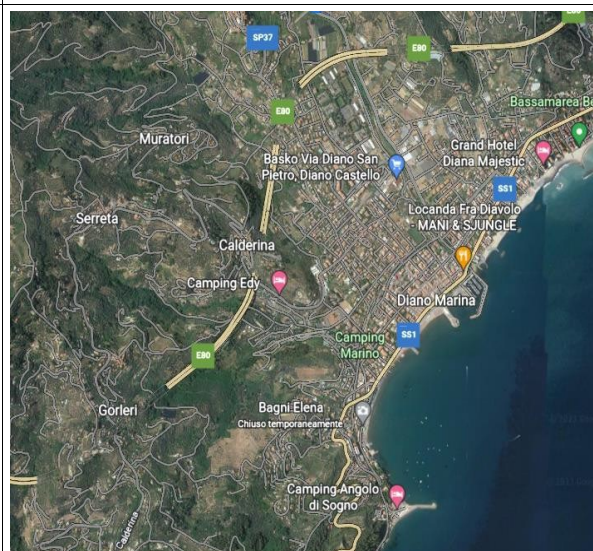 SP37
E80
E80
Bassamarea Be
Muratori
Grand Hotel
Diana Majestic
Basko Via Diano San
Pietro, Diano Castello
SS1
Locanda Fra Diavolo
- MANI & SJUNGLE
Serreta
Calderina
Camping Edy
Diano Marina
SS1
Camping
Marino
E80
Gorleri
Bagni Elena
Chiuso temporaneamente
Camping Angolo
di Sogno
Calderina